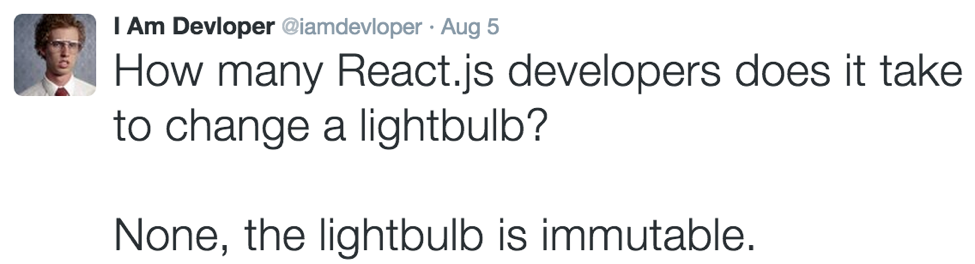 I Am Devloper @iamdevloper · Aug 5
How many React.js developers does it take
to change a lightbulb?
None, the lightbulb is immutable.